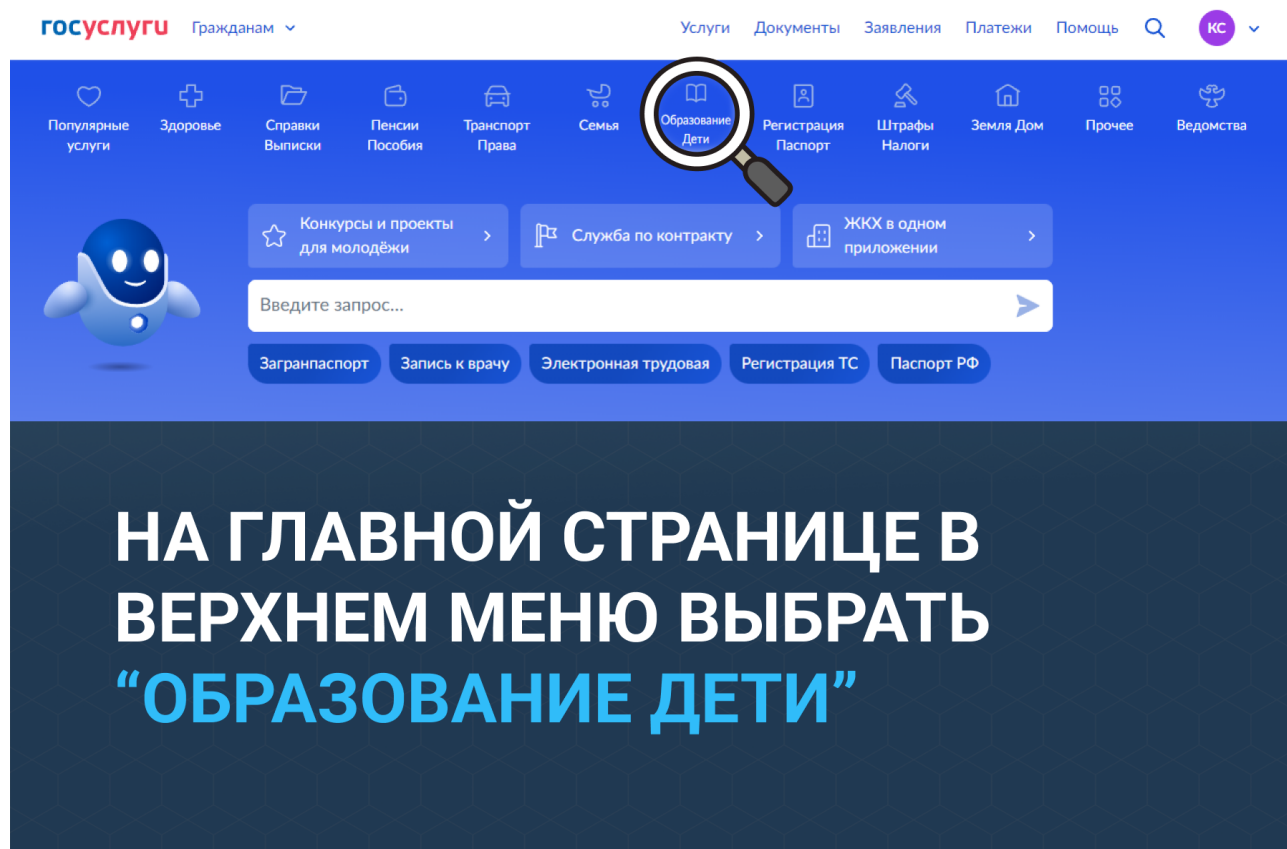 госуслуги Гражданам Услуги Документы Заявления Платежи Помощь КС
Популярные услуги
Здоровье
Справки Выписки
Пенсии Пособия
Транспорт Права
Семья
Образование Дети
Регистрация Паспорт
Штрафы Налоги
Земля Дом
Прочее
Ведомства
Конкурсы и проекты
для молодёжи
Служба по контракту
ЖКХ в одном
приложении
Введите запрос...
Загранпаспорт Запись к врачу Электронная трудовая Регистрация ТС Паспорт РФ
НА ГЛАВНОЙ СТРАНИЦЕ В
ВЕРХНЕМ МЕНЮ ВЫБРАТЬ
“ОБРАЗОВАНИЕ ДЕТИ”